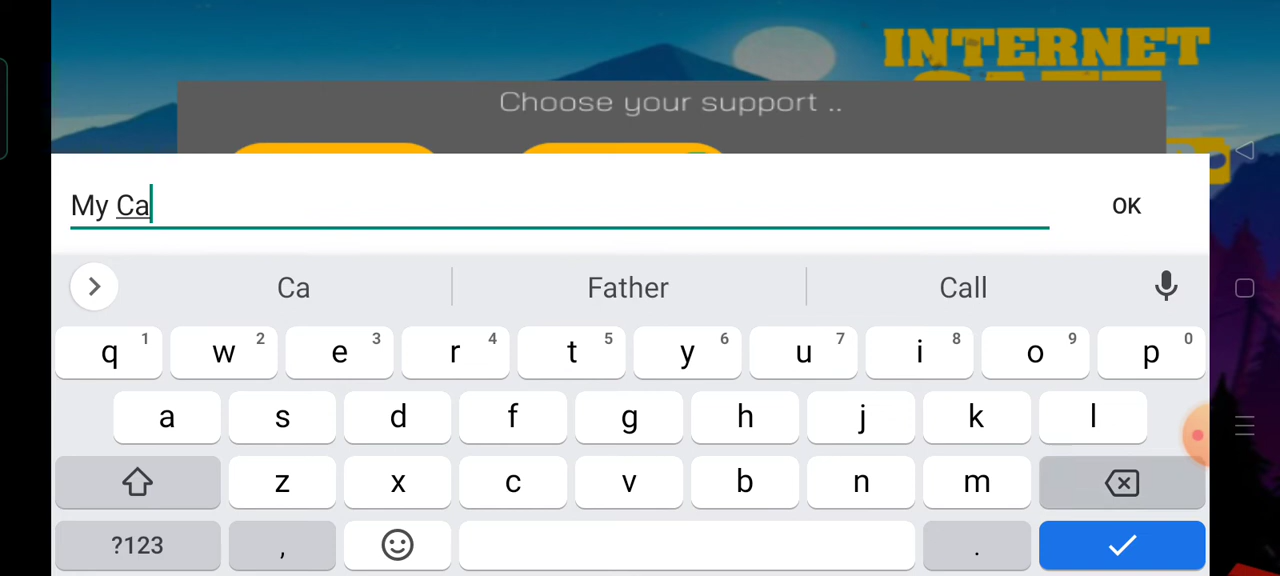 INTERNET
Choose your support ..
My Ca
OK
Ca Father Call
q 1 w 2 e 3 r 4 t 5 y 6 u 7 i 8 o 9 p 0
a s d f g h j k l
z x c v b n m
?123 , .